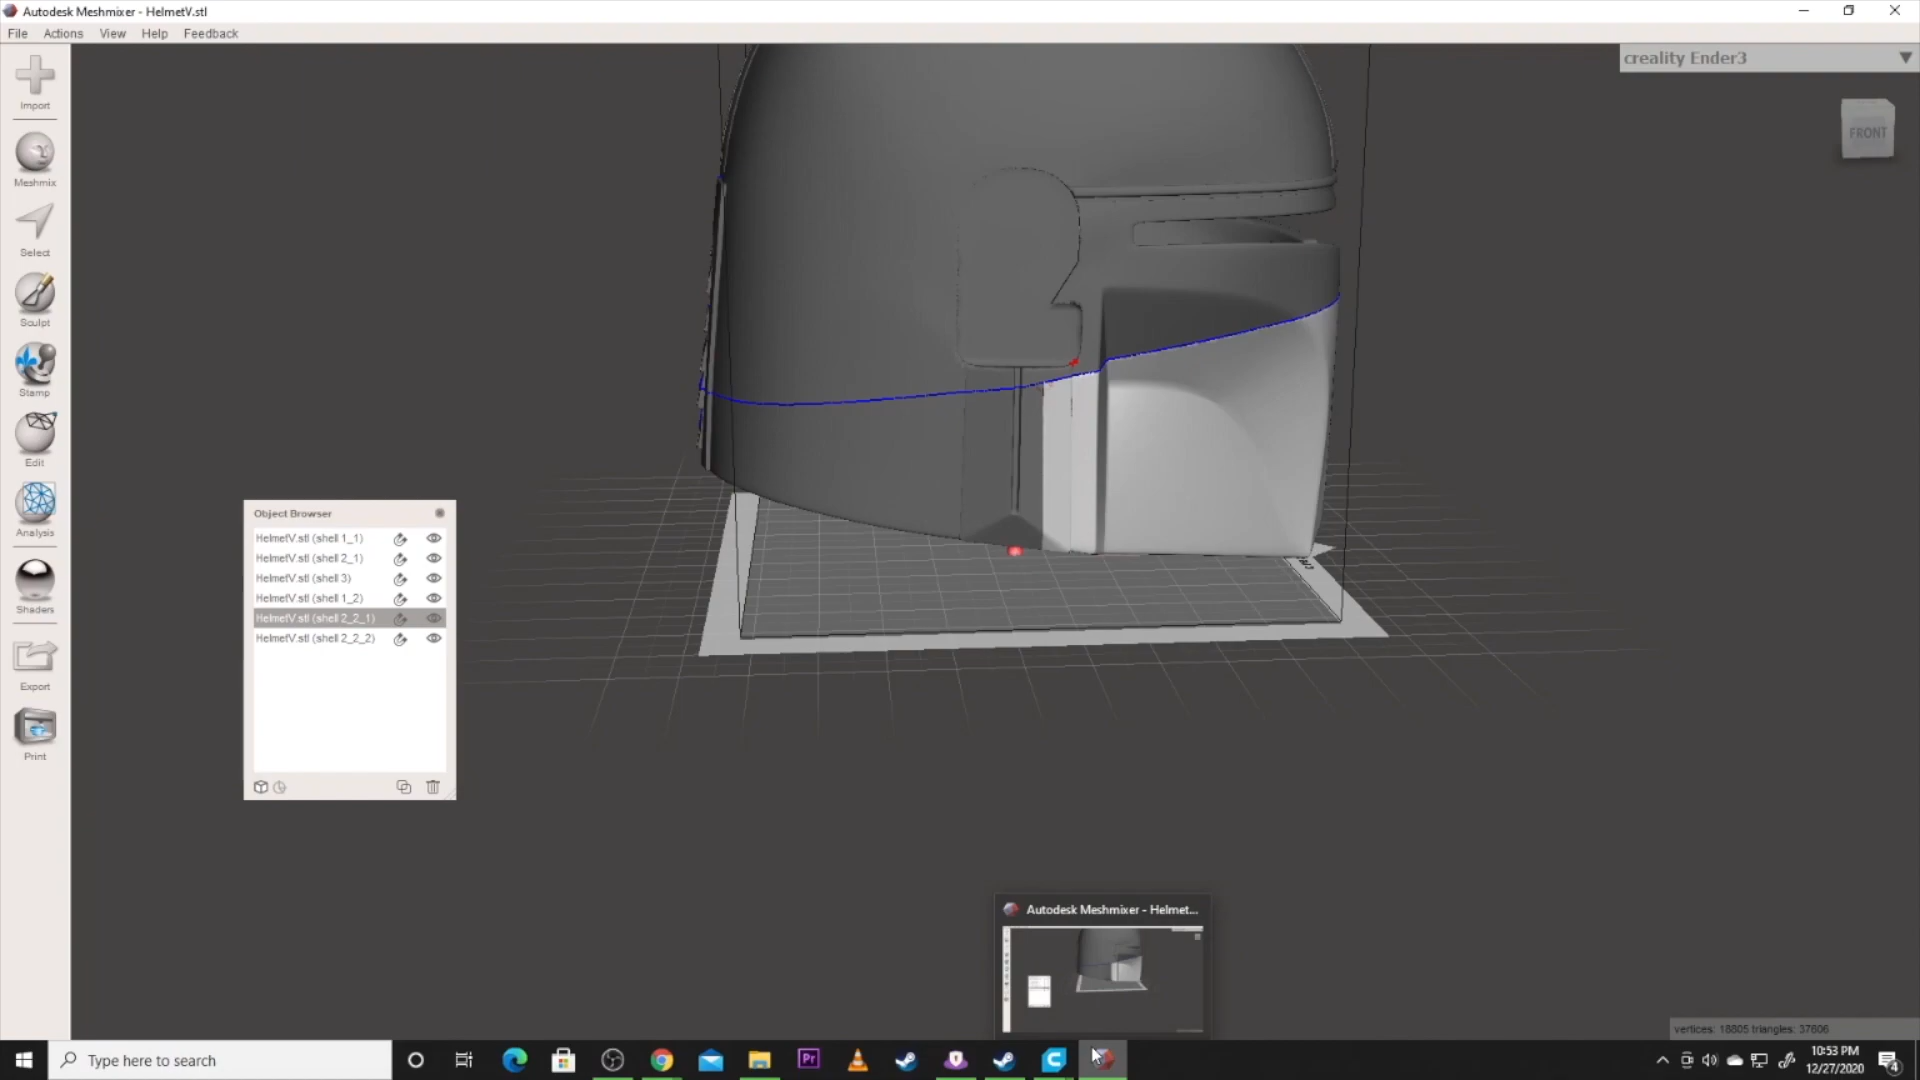 Autodesk Meshmixer - HelmetV.stl
File Actions View Help Feedback
creality Ender3
FRONT
Import
Meshmix
Select
Sculpt
Stamp
Edit
Analysis
Shaders
Export
Print
Object Browser
HelmetV.stl (shell 1_1)
HelmetV.stl (shell 2_1)
HelmetV.stl (shell 3)
HelmetV.stl (shell 1_2)
HelmetV.stl (shell 2_2_1)
HelmetV.stl (shell 2_2_2)
Autodesk Meshmixer - Helmet...
vertices: 18805 triangles: 37606
Type here to search
Pr
10:53 PM
12/27/2020
4